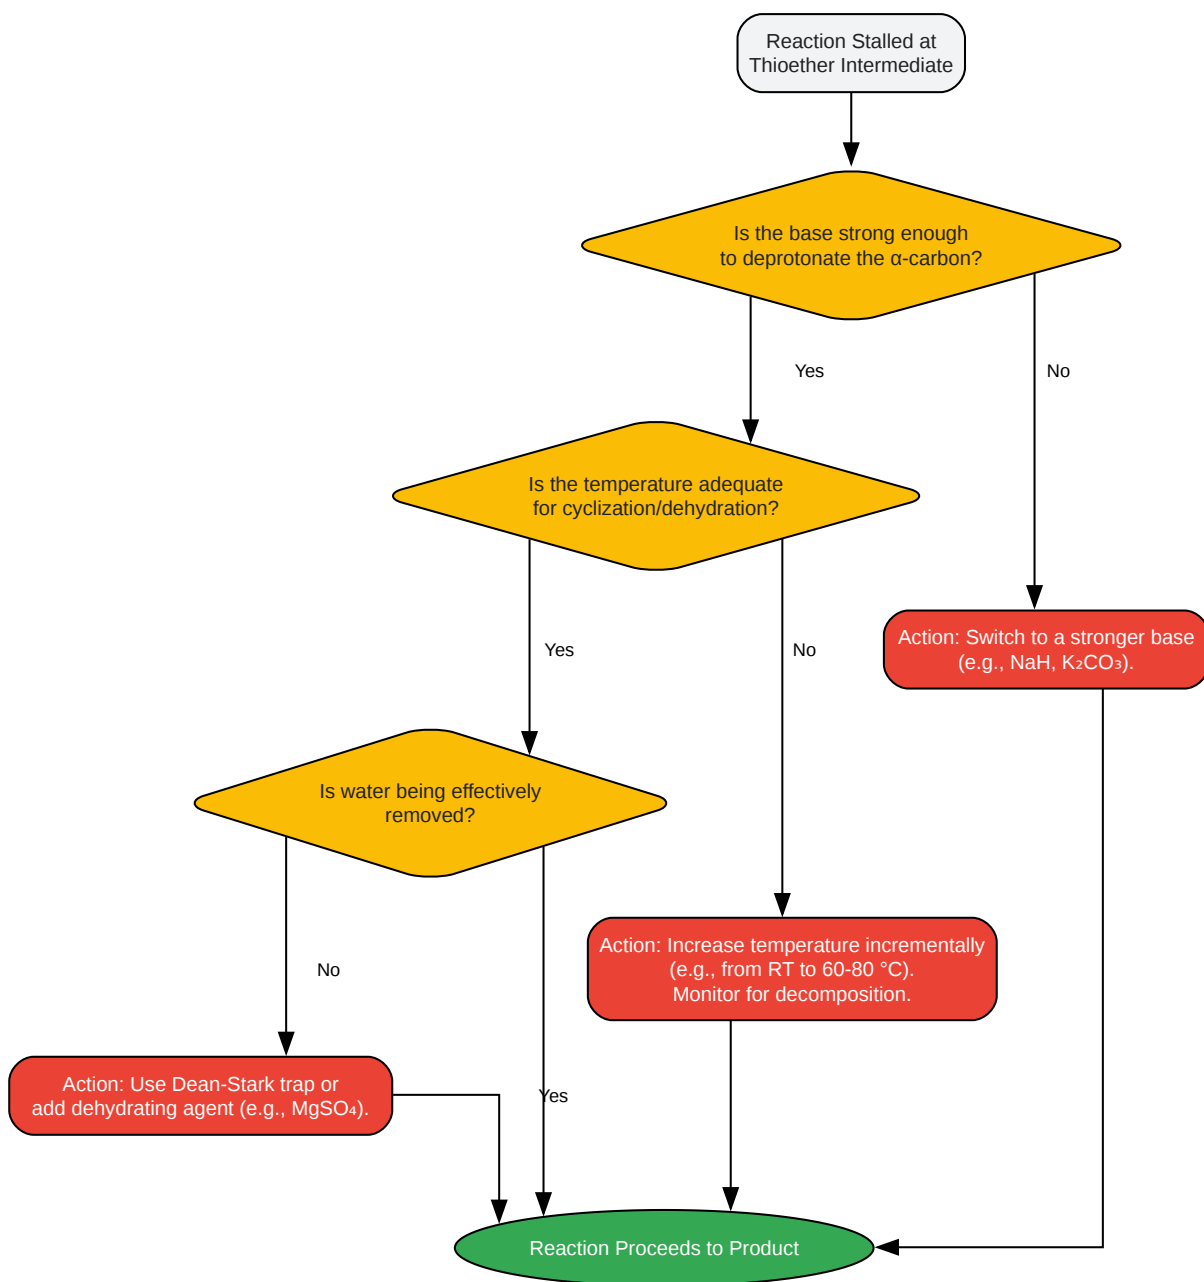 Reaction Stalled at
Thioether Intermediate
Is the base strong enough
to deprotonate the α-carbon?
Yes
No
Is the temperature adequate
for cyclization/dehydration?
Yes
No
Action: Switch to a stronger base
(e.g., NaH, K₂CO₃).
Is water being effectively
removed?
No
Yes
Action: Increase temperature incrementally
(e.g., from RT to 60-80 °C).
Monitor for decomposition.
Action: Use Dean-Stark trap or
add dehydrating agent (e.g., MgSO₄).
Reaction Proceeds to Product